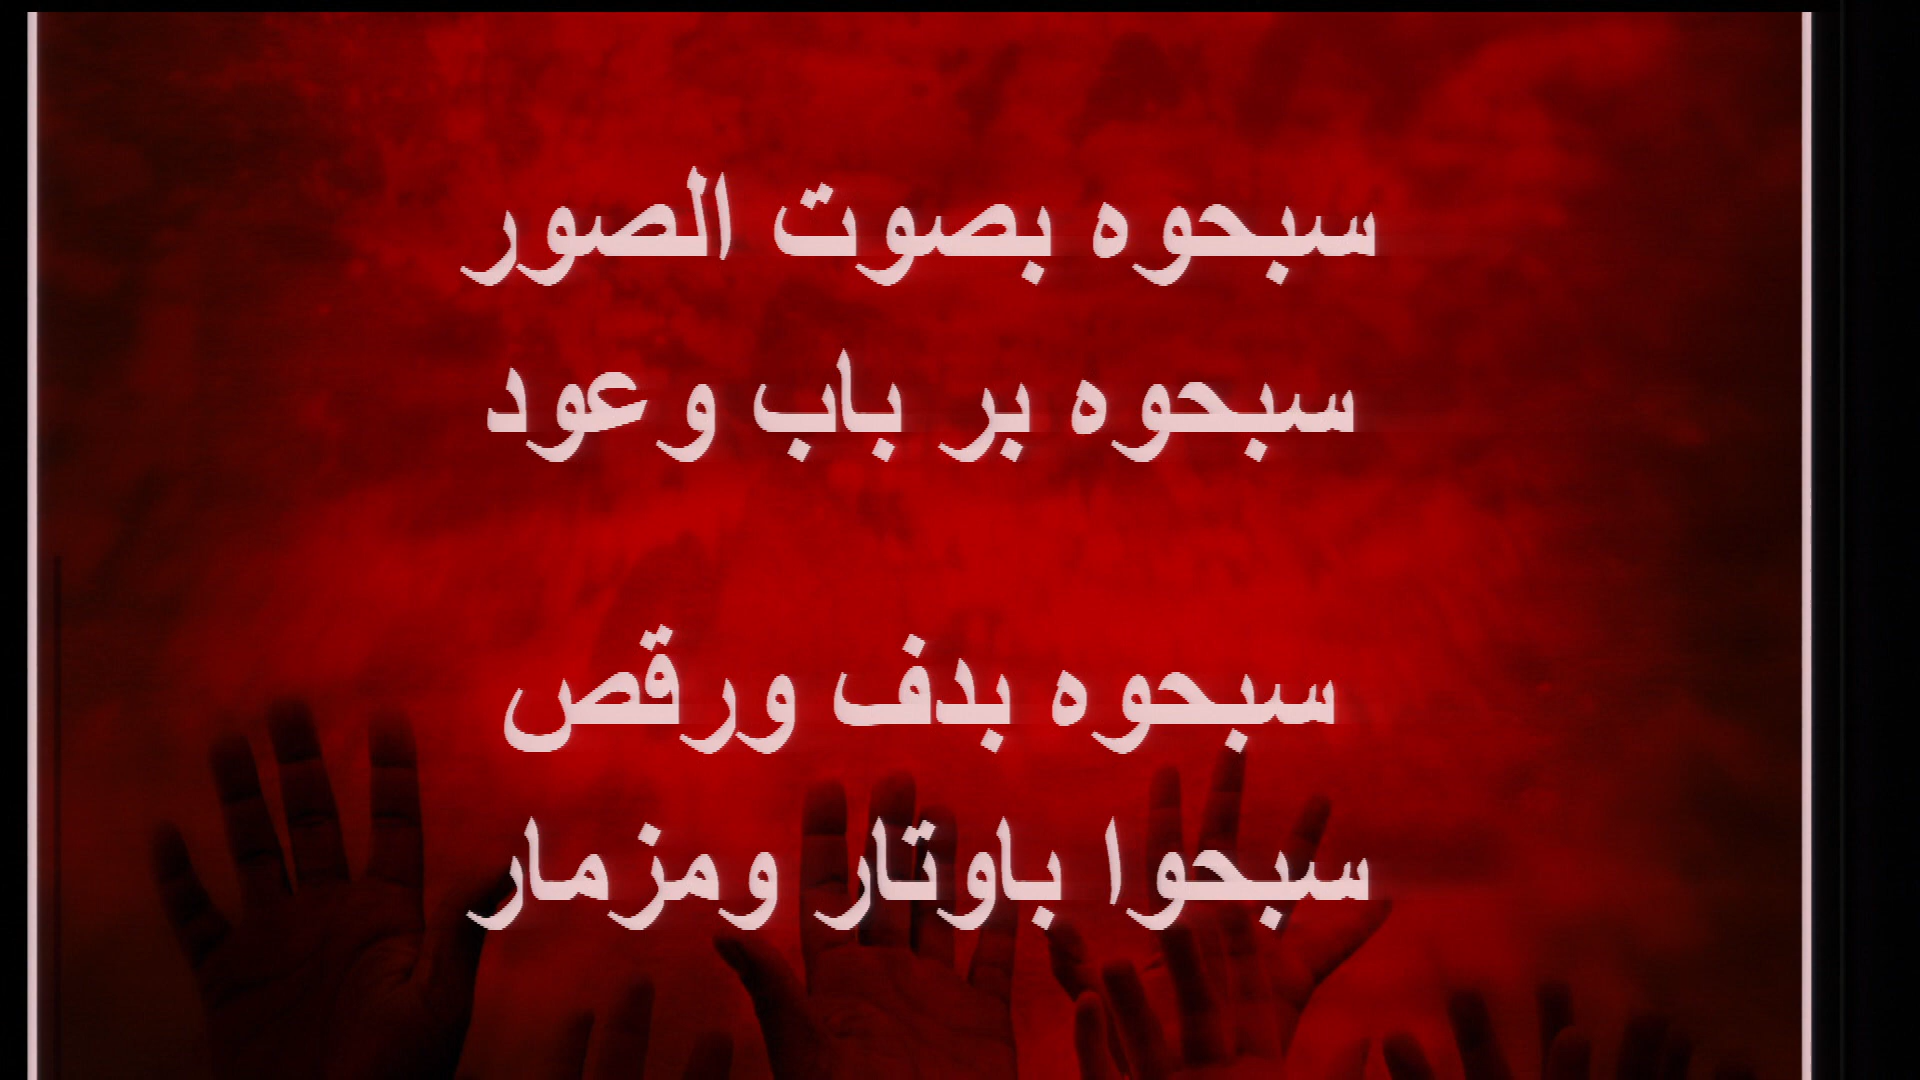 سبحوه بصوت الصور
سبحوه بر باب وعود
سبحوه بدف ورقص
سبحوا باوتار ومزمار